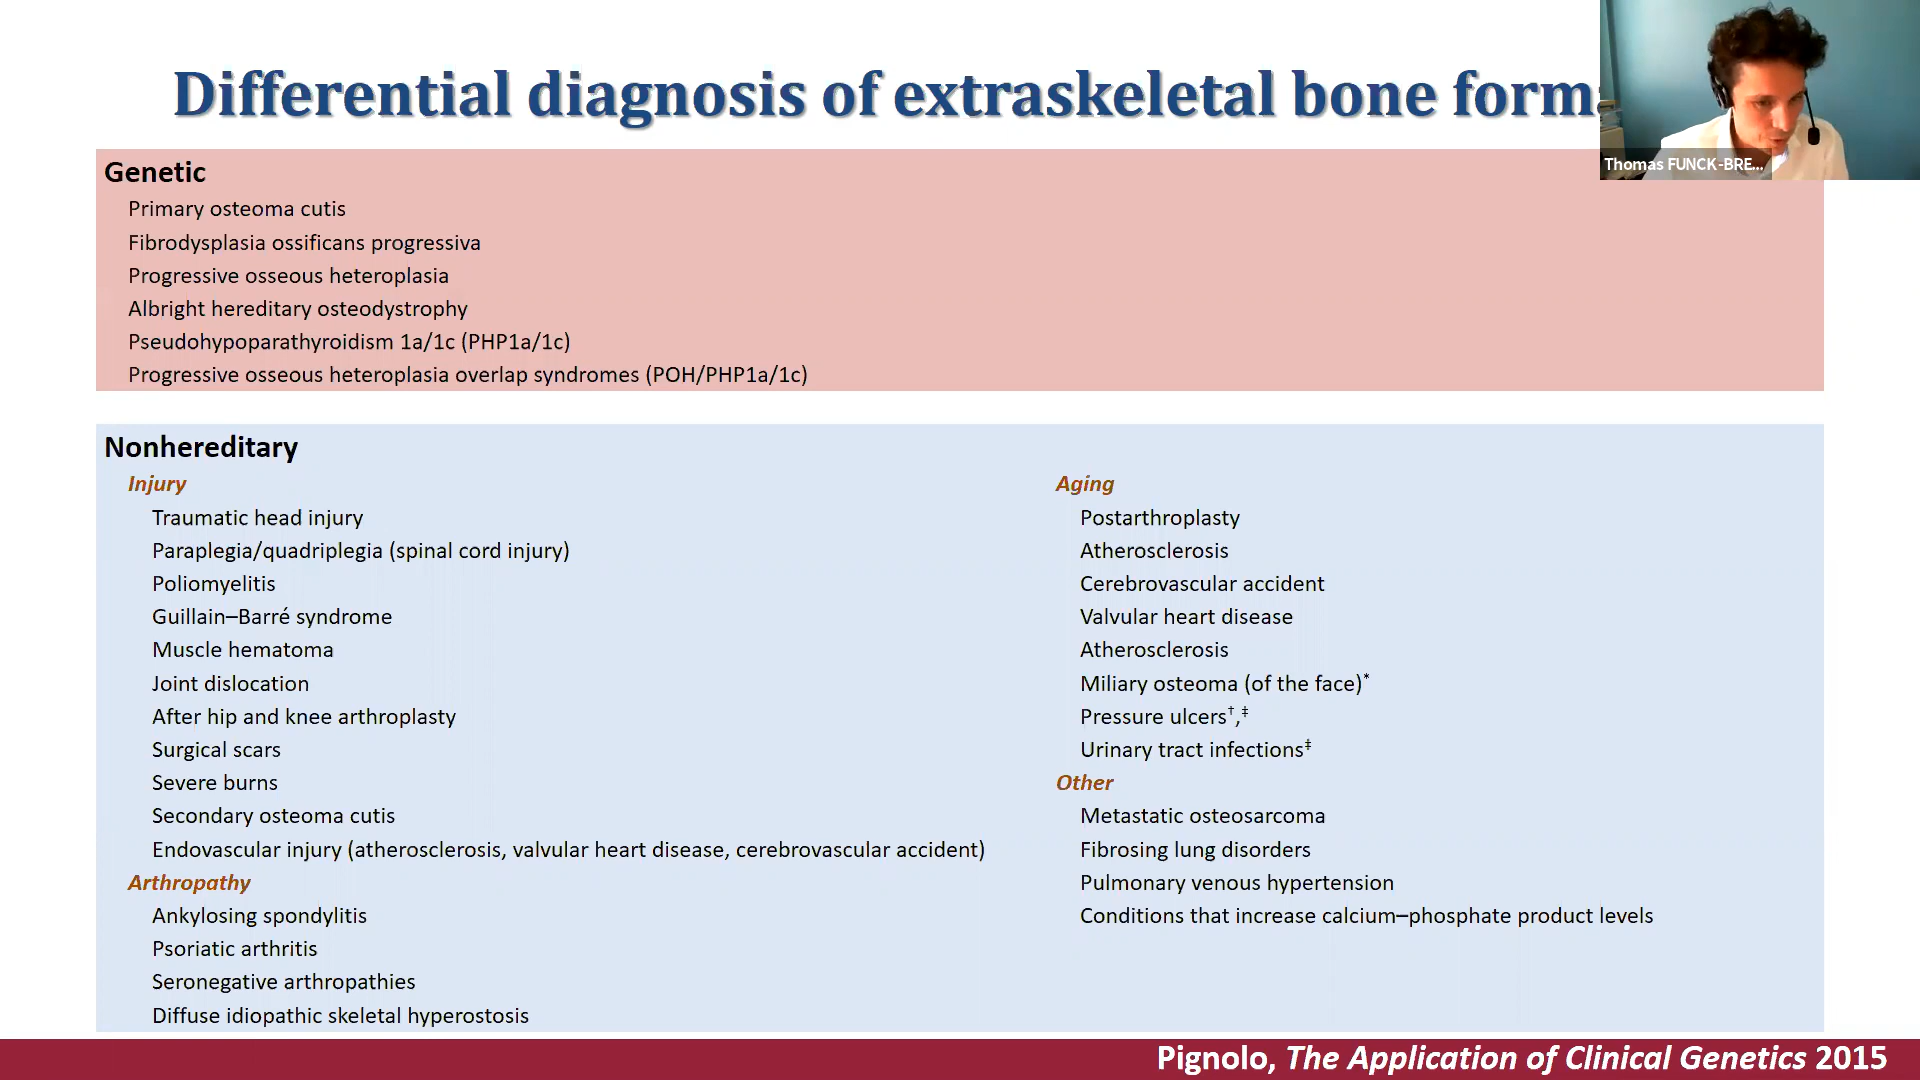 Differential diagnosis of extraskeletal bone form
Thomas FUNCK-BRE...
Genetic
Primary osteoma cutis
Fibrodysplasia ossificans progressiva
Progressive osseous heteroplasia
Albright hereditary osteodystrophy
Pseudohypoparathyroidism 1a/1c (PHP1a/1c)
Progressive osseous heteroplasia overlap syndromes (POH/PHP1a/1c)
Nonhereditary
Injury
Traumatic head injury
Paraplegia/quadriplegia (spinal cord injury)
Poliomyelitis
Guillain–Barré syndrome
Muscle hematoma
Joint dislocation
After hip and knee arthroplasty
Surgical scars
Severe burns
Secondary osteoma cutis
Endovascular injury (atherosclerosis, valvular heart disease, cerebrovascular accident)
Arthropathy
Ankylosing spondylitis
Psoriatic arthritis
Seronegative arthropathies
Diffuse idiopathic skeletal hyperostosis
Aging
Postarthroplasty
Atherosclerosis
Cerebrovascular accident
Valvular heart disease
Atherosclerosis
Miliary osteoma (of the face)*
Pressure ulcers†,‡
Urinary tract infections‡
Other
Metastatic osteosarcoma
Fibrosing lung disorders
Pulmonary venous hypertension
Conditions that increase calcium–phosphate product levels
Pignolo, The Application of Clinical Genetics 2015